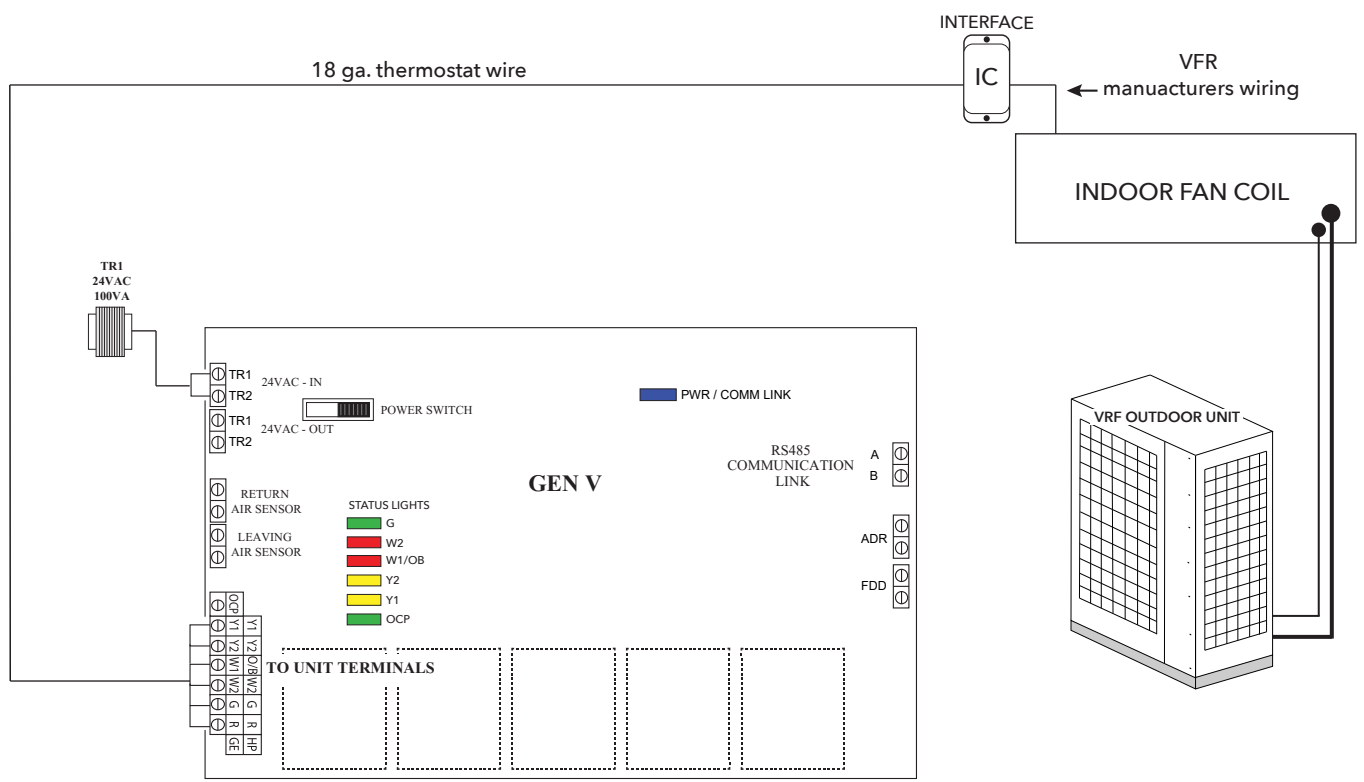 INTERFACE
IC
18 ga. thermostat wire
VFR
manuacturers wiring
INDOOR FAN COIL
TR1
24VAC
100VA
TR1
TR2
24VAC - IN
POWER SWITCH
TR1
TR2
24VAC - OUT
PWR / COMM LINK
VRF OUTDOOR UNIT
RS485
COMMUNICATION
LINK
A
B
GEN V
RETURN
AIR SENSOR
LEAVING
AIR SENSOR
STATUS LIGHTS
G
W2
W1/OB
Y2
Y1
OCP
ADR
FDD
OCP
Y1 Y1
Y2 Y2
W1 O/B
W2 W2
G G
R R
GE HP
TO UNIT TERMINALS